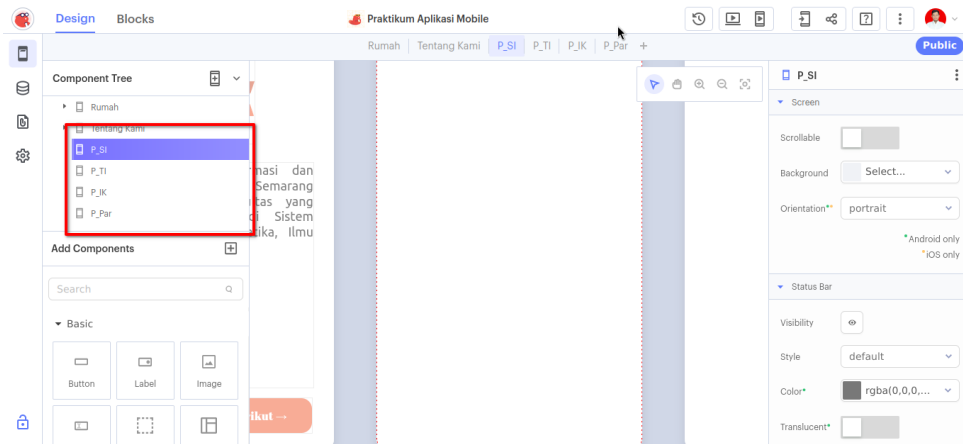 Design
Blocks
Praktikum Aplikasi Mobile
Rumah
Tentang Kami
P_SI
P_TI
P_IK
P_Par
+
Public
Component Tree
Rumah
Tentang Kami
P_SI
P_TI
P_IK
P_Par
masi dan
Semarang
tas yang
di Sistem
tika, Ilmu
Add Components
Search
Basic
Button
Label
Image
ikut →
P_SI
Screen
Scrollable
Background
Select...
Orientation**
portrait
*Android only
*iOS only
Status Bar
Visibility
Style
default
Color*
rgba(0,0,0,...
Translucent*